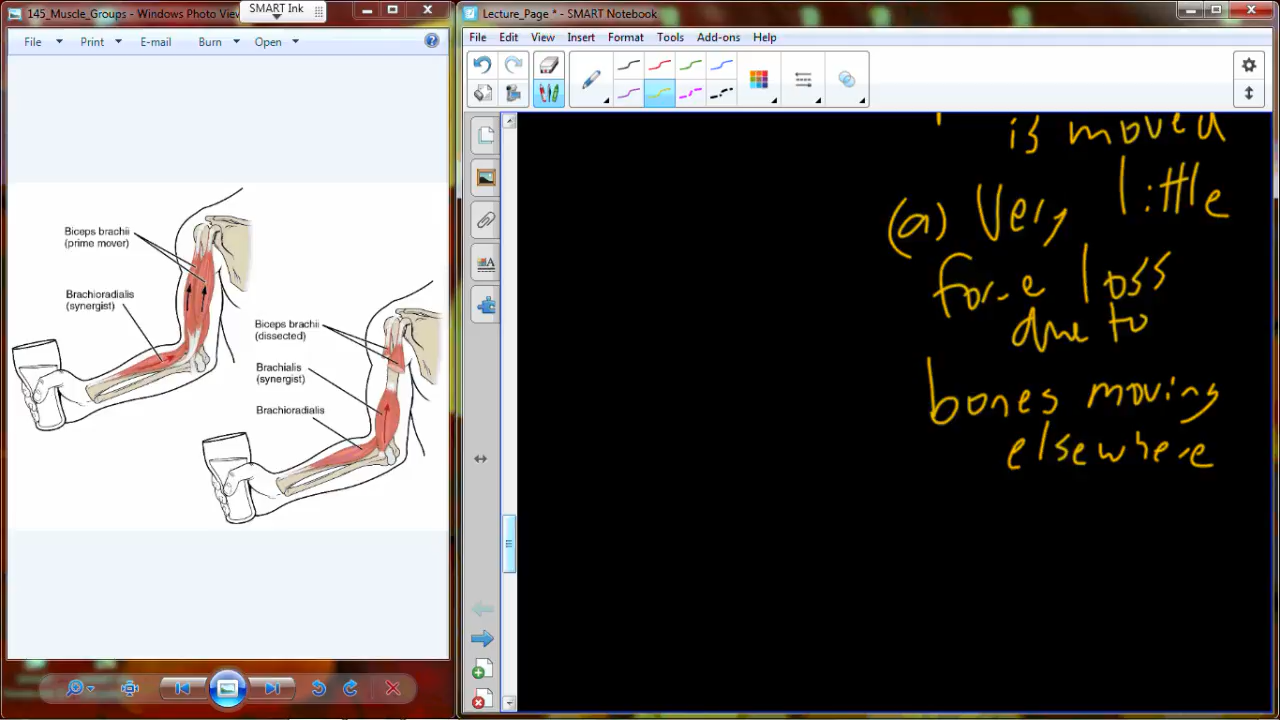 145_Muscle_Groups - Windows Photo View
SMART Ink
File Print E-mail Burn Open
Biceps brachii
(prime mover)
Brachioradialis
(synergist)
Biceps brachii
(dissected)
Brachialis
(synergist)
Brachioradialis
Lecture_Page * - SMART Notebook
File Edit View Insert Format Tools Add-ons Help
is moved
(a) Very little
force loss
due to
bones moving
elsewhere